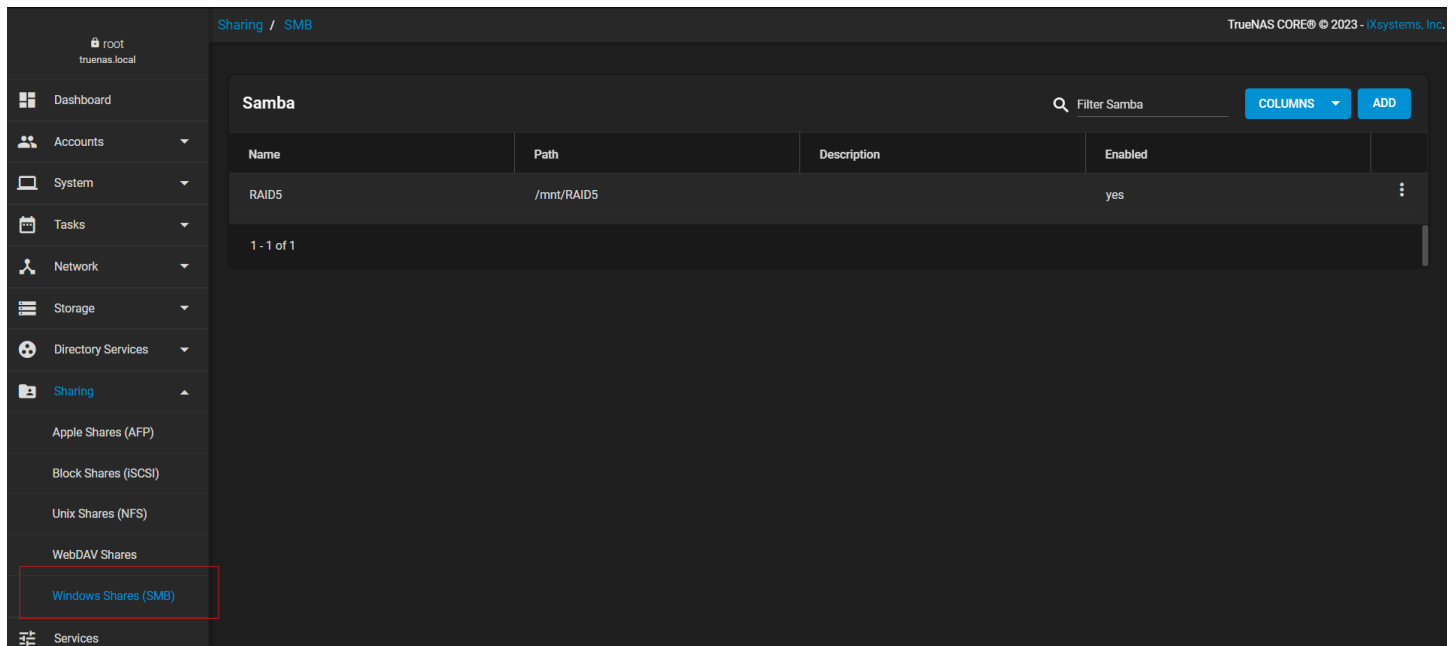 root
truenas.local
Sharing / SMB
TrueNAS CORE® © 2023 - iXsystems, Inc.
Dashboard
Accounts
System
Tasks
Network
Storage
Directory Services
Sharing
Apple Shares (AFP)
Block Shares (iSCSI)
Unix Shares (NFS)
WebDAV Shares
Windows Shares (SMB)
Services
Samba
Filter Samba
COLUMNS
ADD
Name Path Description Enabled
RAID5 /mnt/RAID5 yes
1 - 1 of 1